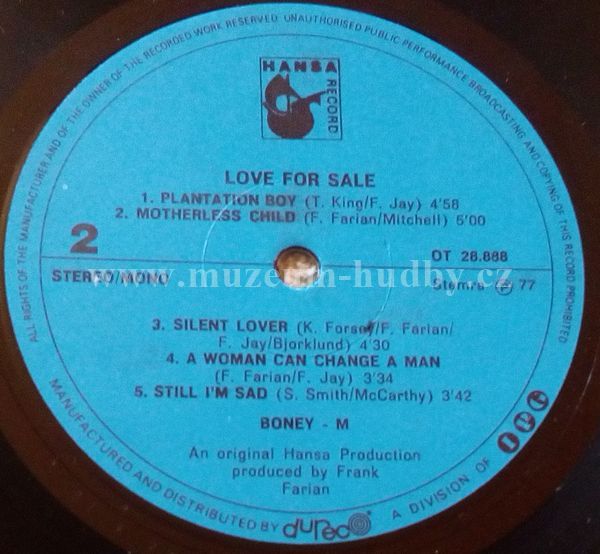 ALL RIGHTS OF THE MANUFACTURER AND OF THE OWNER OF THE RECORDED WORK RESERVED. UNAUTHORISED PUBLIC PERFORMANCE BROADCASTING AND COPYING OF THIS RECORD PROHIBITED
HANSA
RECORD
LOVE FOR SALE
1. PLANTATION BOY (T. King/F. Jay) 4'58
2. MOTHERLESS CHILD (F. Farian/Mitchell) 5'00
2
OT 28.888
www.muzeum-hudby.cz
STEREO/MONO
Stemra Ⓟ 77
3. SILENT LOVER (K. Forsey/F. Farian/
F. Jay/Bjorklund) 4'30
4. A WOMAN CAN CHANGE A MAN
(F. Farian/F. Jay) 3'34
5. STILL I'M SAD (S. Smith/McCarthy) 3'42
BONEY - M
An original Hansa Production
produced by Frank
Farian
MANUFACTURED AND DISTRIBUTED BY dureco A DIVISION OF